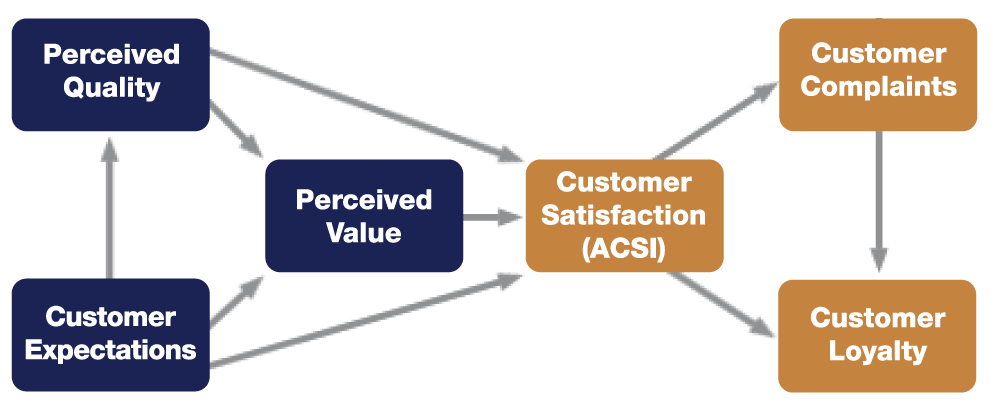 Perceived
Quality
Customer
Complaints
Perceived
Value
Customer
Satisfaction
(ACSI)
Customer
Expectations
Customer
Loyalty